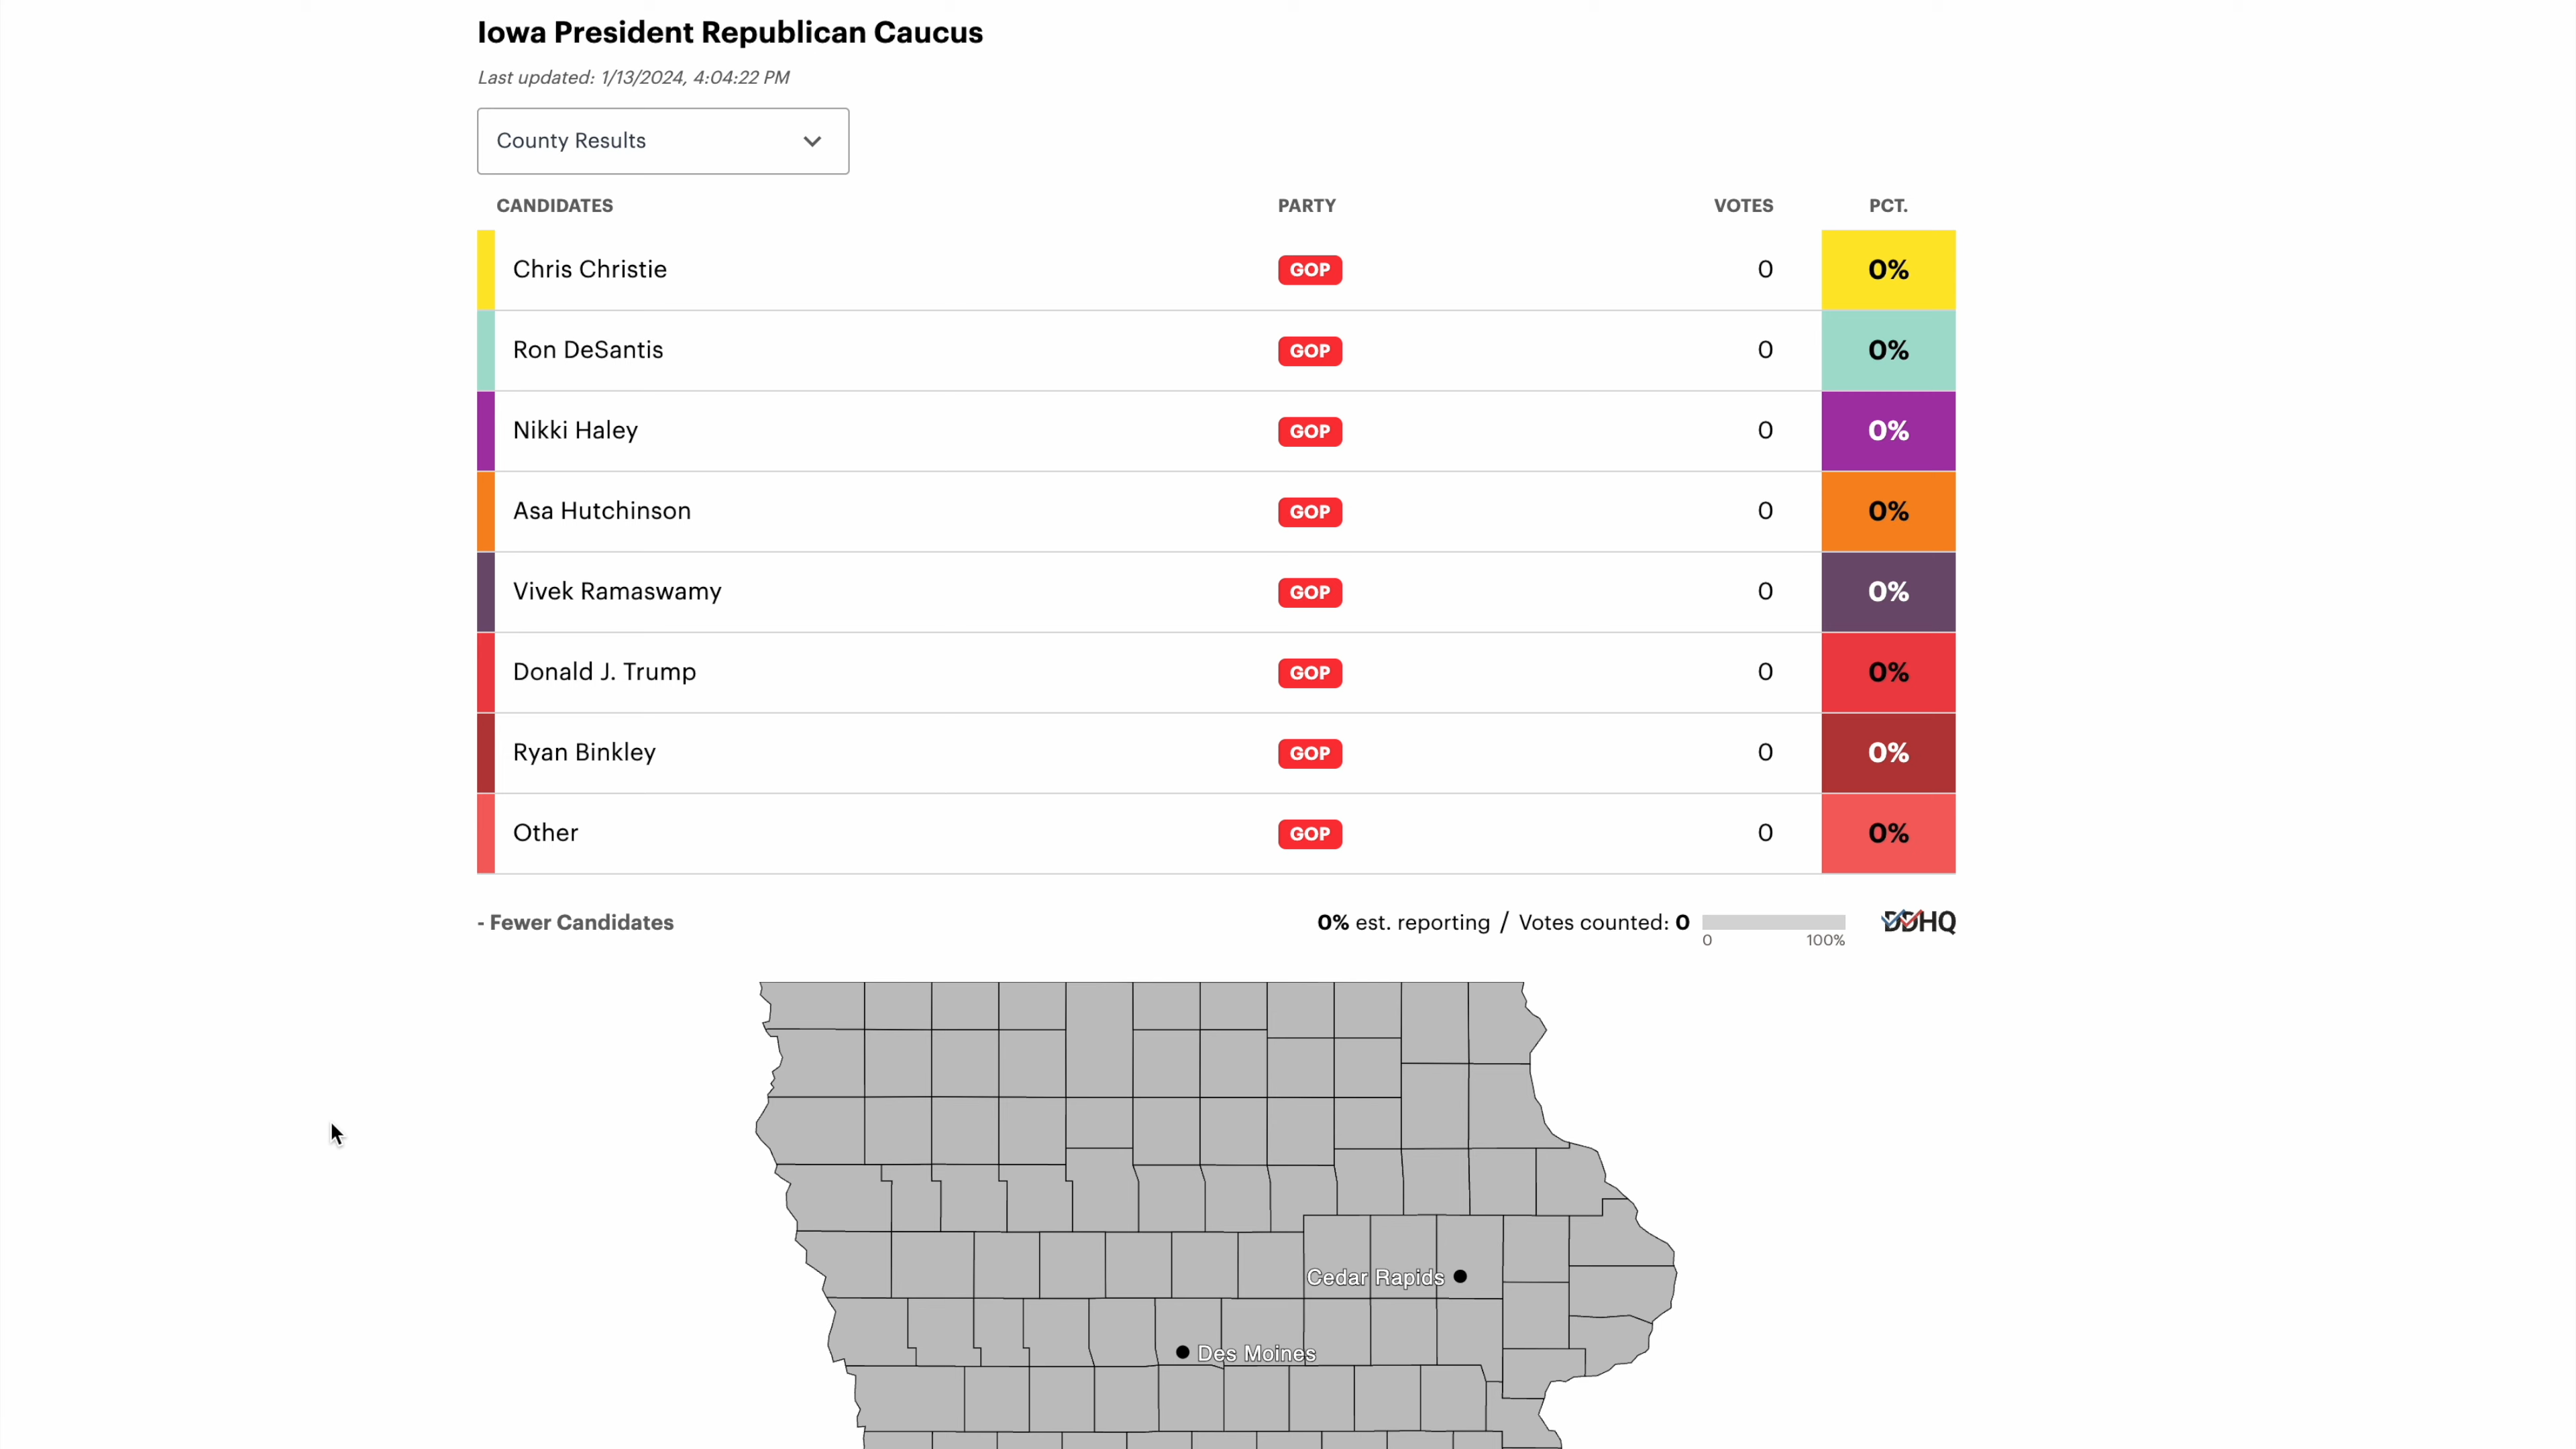 Iowa President Republican Caucus
Last updated: 1/13/2024, 4:04:22 PM
County Results
CANDIDATES PARTY VOTES PCT.
Chris Christie GOP 0 0%
Ron DeSantis GOP 0 0%
Nikki Haley GOP 0 0%
Asa Hutchinson GOP 0 0%
Vivek Ramaswamy GOP 0 0%
Donald J. Trump GOP 0 0%
Ryan Binkley GOP 0 0%
Other GOP 0 0%
- Fewer Candidates 0% est. reporting / Votes counted: 0 DDHQ
0 100%
Cedar Rapids
Des Moines